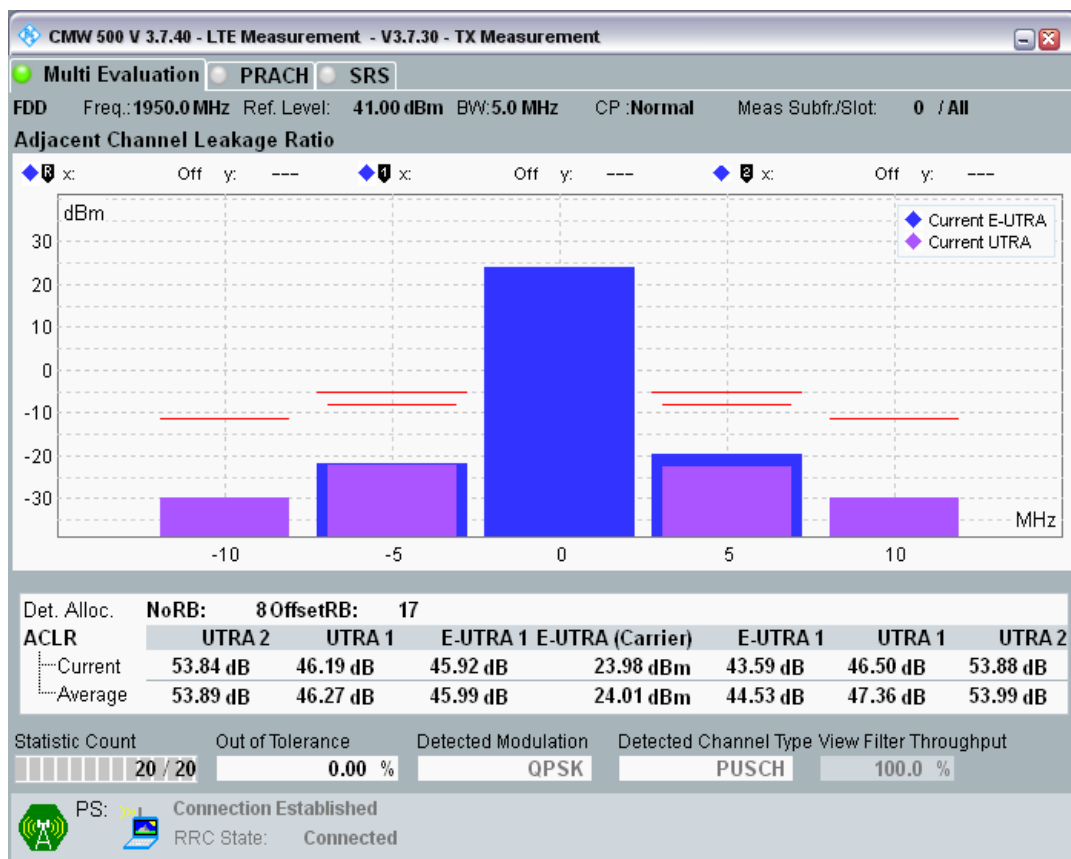 CMW 500 V 3.7.40 - LTE Measurement - V3.7.30 - TX Measurement
Multi Evaluation PRACH SRS
FDD Freq.: 1950.0 MHz Ref. Level: 41.00 dBm BW: 5.0 MHz CP : Normal Meas Subfr./Slot: 0 / All
Adjacent Channel Leakage Ratio
R x: Off y: --- 1 x: Off y: --- 2 x: Off y: ---
dBm
Current E-UTRA
Current UTRA
30
20
10
0
-10
-20
-30
MHz
-10 -5 0 5 10
Det. Alloc. NoRB: 8 OffsetRB: 17
ACLR UTRA 2 UTRA 1 E-UTRA 1 E-UTRA (Carrier) E-UTRA 1 UTRA 1 UTRA 2
Current 53.84 dB 46.19 dB 45.92 dB 23.98 dBm 43.59 dB 46.50 dB 53.88 dB
Average 53.89 dB 46.27 dB 45.99 dB 24.01 dBm 44.53 dB 47.36 dB 53.99 dB
Statistic Count Out of Tolerance Detected Modulation Detected Channel Type View Filter Throughput
20 / 20 0.00 % QPSK PUSCH 100.0 %
PS: Connection Established
RRC State: Connected